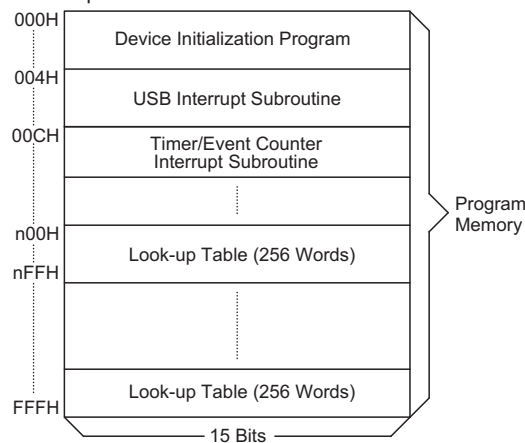 000H
Device Initialization Program
004H
USB Interrupt Subroutine
00CH
Timer/Event Counter
Interrupt Subroutine
Program
Memory
n00H
Look-up Table (256 Words)
nFFH
Look-up Table (256 Words)
FFFH
15 Bits